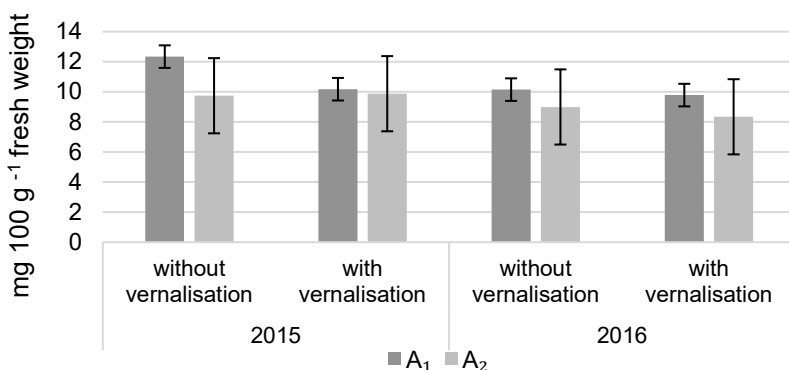 mg 100 g -1 fresh weight
14
12
10
8
6
4
2
0
without
vernalisation
with
vernalisation
without
vernalisation
with
vernalisation
2015
2016
A₁ A₂